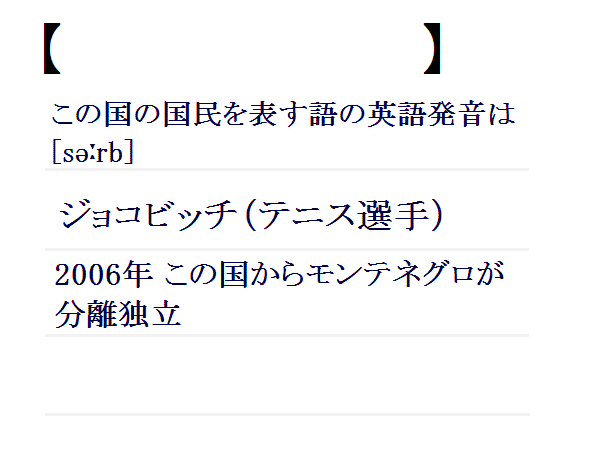 【 】
この国の国民を表す語の英語発音は
[səːrb]
ジョコビッチ(テニス選手)
2006年 この国からモンテネグロが
分離独立